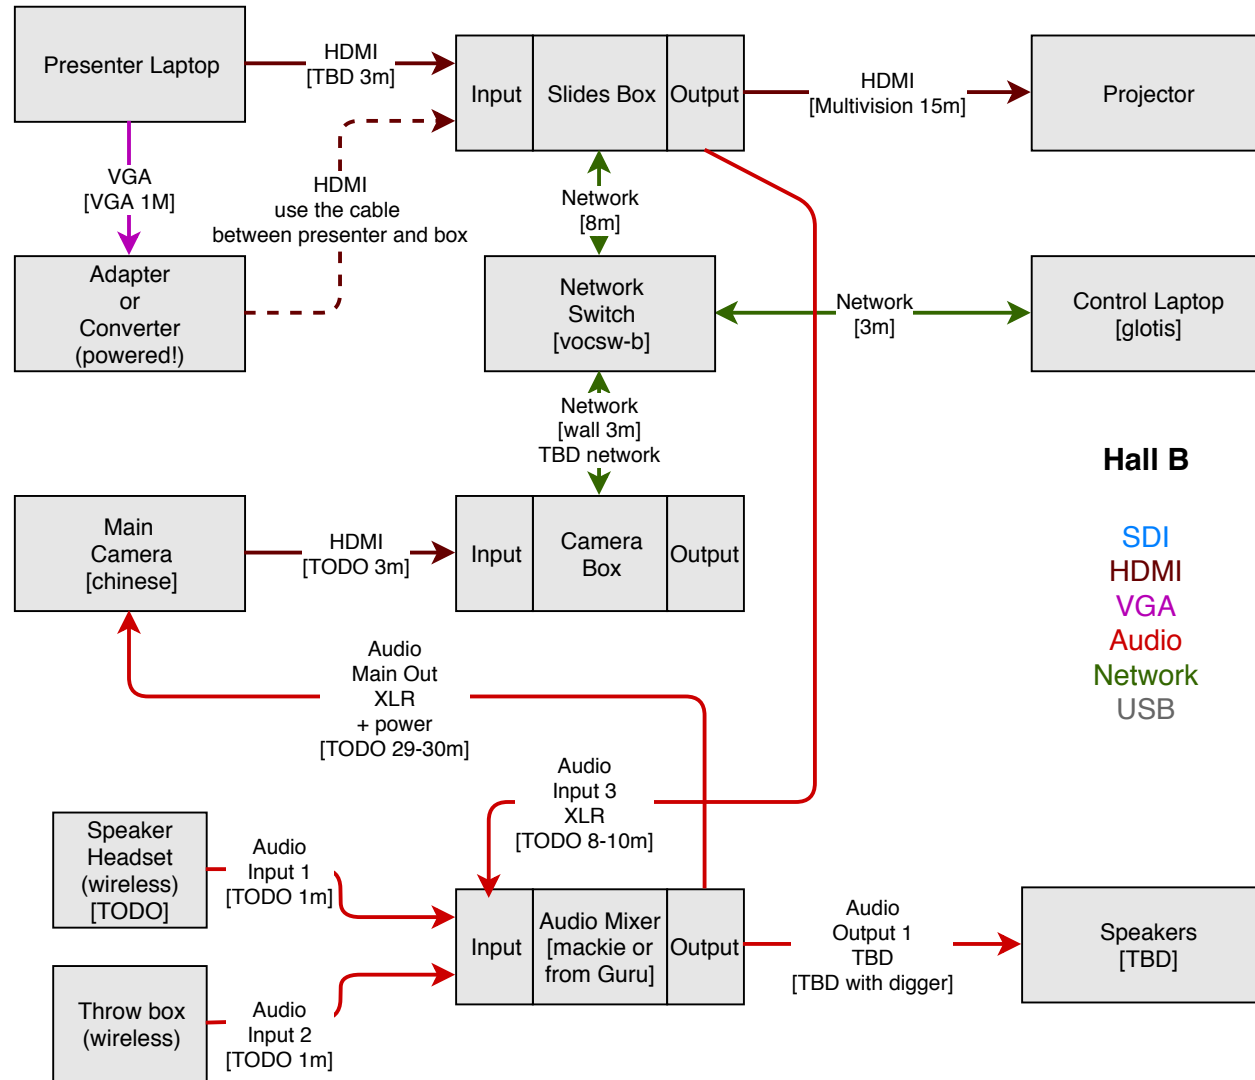 Presenter Laptop
HDMI
[TBD 3m]
Input
Slides Box
Output
HDMI
[Multivision 15m]
Projector
VGA
[VGA 1M]
HDMI
use the cable
between presenter and box
Network
[8m]
Adapter
or
Converter
(powered!)
Network
Switch
[vocsw-b]
Network
[3m]
Control Laptop
[glotis]
Network
[wall 3m]
TBD network
Hall B
SDI
HDMI
VGA
Audio
Network
USB
Main
Camera
[chinese]
HDMI
[TODO 3m]
Input
Camera
Box
Output
Audio
Main Out
XLR
+ power
[TODO 29-30m]
Audio
Input 3
XLR
[TODO 8-10m]
Speaker
Headset
(wireless)
[TODO]
Audio
Input 1
[TODO 1m]
Input
Audio Mixer
[mackie or
from Guru]
Output
Audio
Output 1
TBD
[TBD with digger]
Speakers
[TBD]
Throw box
(wireless)
Audio
Input 2
[TODO 1m]